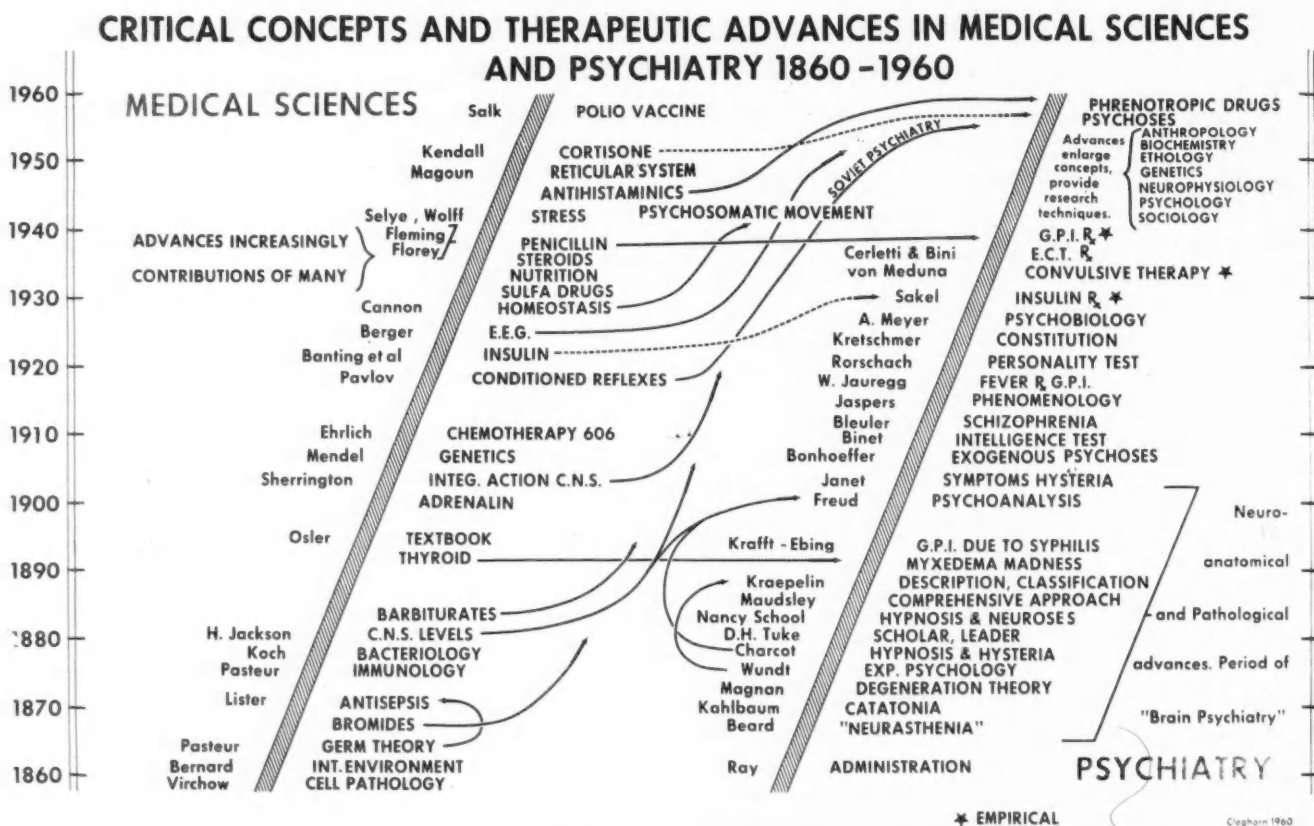 CRITICAL CONCEPTS AND THERAPEUTIC ADVANCES IN MEDICAL SCIENCES
AND PSYCHIATRY 1860-1960
MEDICAL SCIENCES
1960
1950
1940
1930
1920
1910
1900
1890
1880
1870
1860
Salk
Kendall
Magoun
Selye, Wolff
Fleming
Florey
ADVANCES INCREASINGLY
CONTRIBUTIONS OF MANY
Cannon
Berger
Banting et al
Pavlov
Ehrlich
Mendel
Sherrington
Osler
H. Jackson
Koch
Pasteur
Lister
Pasteur
Bernard
Virchow
POLIO VACCINE
CORTISONE
RETICULAR SYSTEM
ANTIHISTAMINICS
STRESS
PSYCHOSOMATIC MOVEMENT
SOVIET PSYCHIATRY
PENICILLIN
STEROIDS
NUTRITION
SULFA DRUGS
HOMEOSTASIS
E.E.G.
INSULIN
CONDITIONED REFLEXES
CHEMOTHERAPY 606
GENETICS
INTEG. ACTION C.N.S.
ADRENALIN
TEXTBOOK
THYROID
BARBITURATES
C.N.S. LEVELS
BACTERIOLOGY
IMMUNOLOGY
ANTISEPSIS
BROMIDES
GERM THEORY
INT. ENVIRONMENT
CELL PATHOLOGY
Cerletti & Bini
von Meduna
Sakel
A. Meyer
Kretschmer
Rorschach
W. Jauregg
Jaspers
Bleuler
Binet
Bonhoeffer
Janet
Freud
Krafft-Ebing
Kraepelin
Maudsley
Nancy School
D.H. Tuke
Charcot
Wundt
Magnan
Kahlbaum
Beard
Ray
PHRENOTROPIC DRUGS
PSYCHOSES
Advances
enlarge
concepts,
provide
research
techniques.
ANTHROPOLOGY
BIOCHEMISTRY
ETHOLOGY
GENETICS
NEUROPHYSIOLOGY
PSYCHOLOGY
SOCIOLOGY
G.P.I. ℞ ★
E.C.T. ℞
CONVULSIVE THERAPY ★
INSULIN ℞ ★
PSYCHOBIOLOGY
CONSTITUTION
PERSONALITY TEST
FEVER ℞ G.P.I.
PHENOMENOLOGY
SCHIZOPHRENIA
INTELLIGENCE TEST
EXOGENOUS PSYCHOSES
SYMPTOMS HYSTERIA
PSYCHOANALYSIS
G.P.I. DUE TO SYPHILIS
MYXEDEMA MADNESS
DESCRIPTION, CLASSIFICATION
COMPREHENSIVE APPROACH
HYPNOSIS & NEUROSES
SCHOLAR, LEADER
HYPNOSIS & HYSTERIA
EXP. PSYCHOLOGY
DEGENERATION THEORY
CATATONIA
"NEURASTHENIA"
ADMINISTRATION
Neuro-
anatomical
and Pathological
advances. Period of
"Brain Psychiatry"
PSYCHIATRY
★ EMPIRICAL
Cleghorn 1960